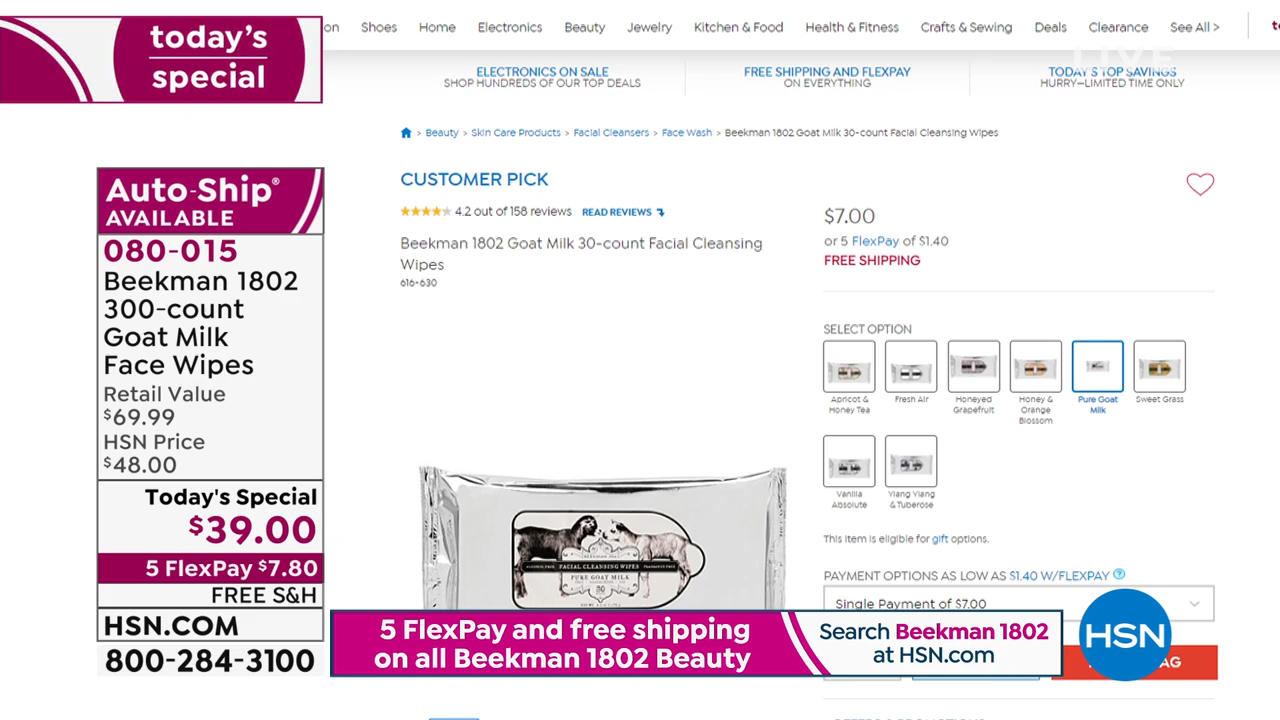 today's
special
on Shoes Home Electronics Beauty Jewelry Kitchen & Food Health & Fitness Crafts & Sewing Deals Clearance See All >
LIVE
ELECTRONICS ON SALE
SHOP HUNDREDS OF OUR TOP DEALS
FREE SHIPPING AND FLEXPAY
ON EVERYTHING
TODAY'S TOP SAVINGS
HURRY—LIMITED TIME ONLY
> Beauty > Skin Care Products > Facial Cleansers > Face Wash > Beekman 1802 Goat Milk 30-count Facial Cleansing Wipes
Auto-Ship®
AVAILABLE
080-015
Beekman 1802
300-count
Goat Milk
Face Wipes
Retail Value
$69.99
HSN Price
$48.00
Today's Special
$39.00
5 FlexPay $7.80
FREE S&H
HSN.COM
800-284-3100
CUSTOMER PICK
4.2 out of 158 reviews READ REVIEWS
Beekman 1802 Goat Milk 30-count Facial Cleansing
Wipes
616-630
$7.00
or 5 FlexPay of $1.40
FREE SHIPPING
SELECT OPTION
Apricot &
Honey Tea
Fresh Air
Honeyed
Grapefruit
Honey &
Orange
Blossom
Pure Goat
Milk
Sweet Grass
Vanilla
Absolute
Ylang Ylang
& Tuberose
This item is eligible for gift options.
PAYMENT OPTIONS AS LOW AS $1.40 W/FLEXPAY ?
Single Payment of $7.00
FACIAL CLEANSING WIPES
PURE GOAT MILK
30
5 FlexPay and free shipping
on all Beekman 1802 Beauty
Search Beekman 1802
at HSN.com
HSN
AG